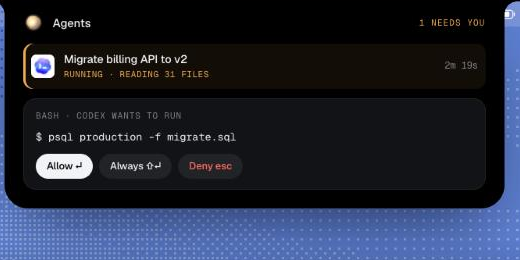 Agents
1 NEEDS YOU
Migrate billing API to v2
RUNNING · READING 31 FILES
2m 19s
BASH · CODEX WANTS TO RUN
$ psql production -f migrate.sql
Allow ↵
Always ⇧↵
Deny esc